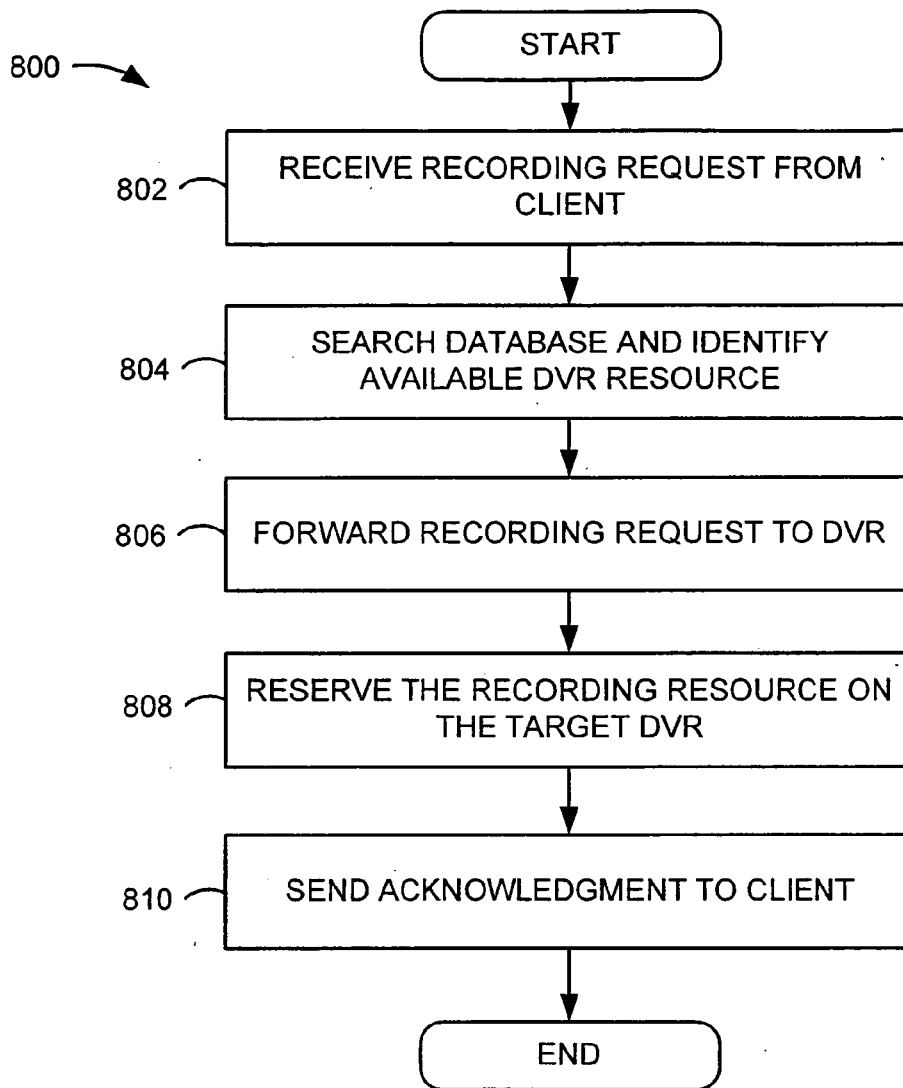 START
800
802
RECEIVE RECORDING REQUEST FROM
CLIENT
804
SEARCH DATABASE AND IDENTIFY
AVAILABLE DVR RESOURCE
806
FORWARD RECORDING REQUEST TO DVR
808
RESERVE THE RECORDING RESOURCE ON
THE TARGET DVR
810
SEND ACKNOWLEDGMENT TO CLIENT
END